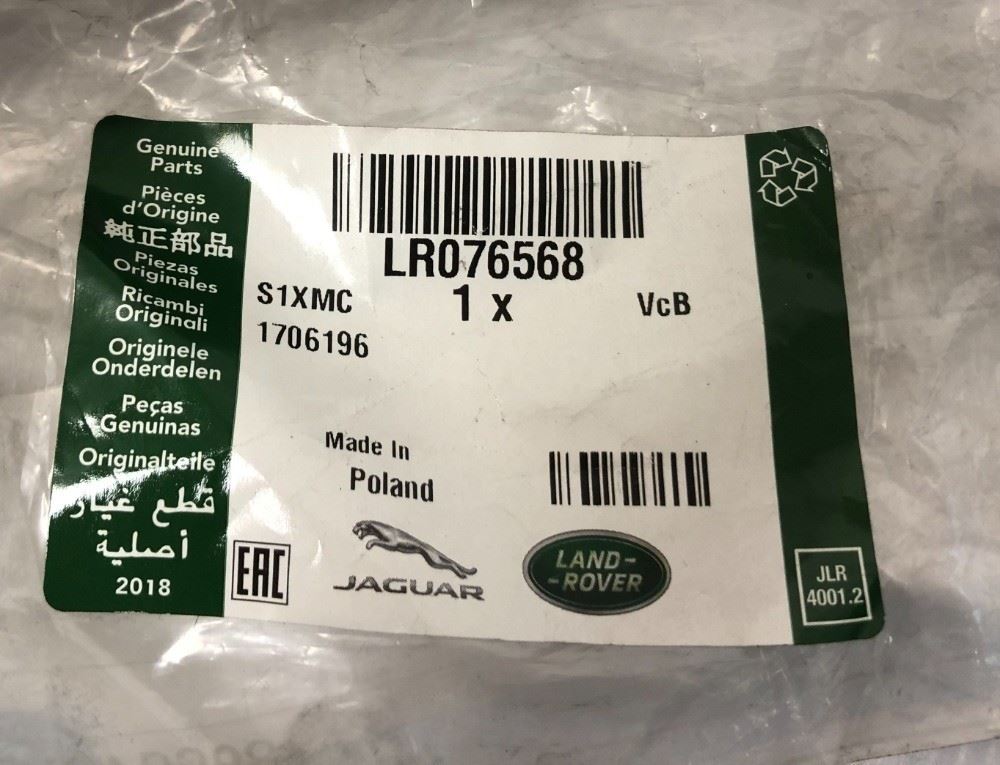 Genuine
Parts
Pièces
d'Origine
純正部品
Piezas
Originales
Ricambi
Originali
Originele
Onderdelen
Peças
Genuinas
Originalteile
قطع غيار
أصلية
2018
LR076568
S1XMC
1 x
VcB
1706196
Made In
Poland
EAC
JAGUAR
LAND-
-ROVER
JLR
4001.2